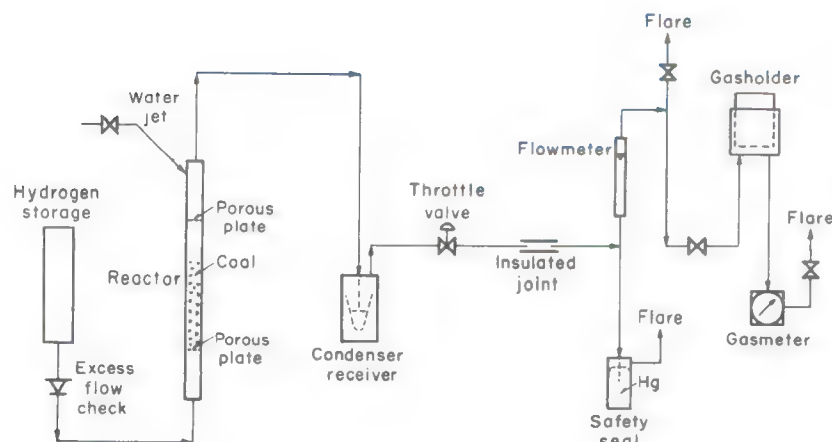 Flare
Gasholder
Water
jet
Flowmeter
Hydrogen
storage
Porous
plate
Throttle
valve
Flare
Reactor
Coal
Insulated
joint
Porous
plate
Condenser
receiver
Flare
Gasmeter
Excess
flow
check
Hg
Safety
seal